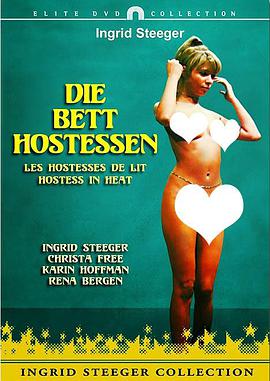 ELITE DVD COLLECTION
Ingrid Steeger
DIE
BETT
HOSTESSEN
LES HOSTESSES DE LIT
HOSTESS IN HEAT
INGRID STEEGER
CHRISTA FREE
KARIN HOFFMAN
RENA BERGEN
INGRID STEEGER COLLECTION